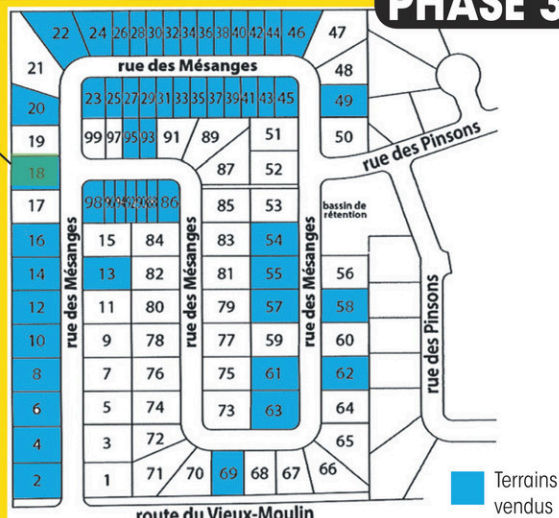 PHASE 3
22 24 26 28 30 32 34 36 38 40 42 44 46 47
rue des Mésanges
21 48
23 25 27 29 31 33 35 37 39 41 43 45
20 49
99 97 95 93 91 89 51
19 50
rue des Pinsons
18 87 52
17 98 86 85 53
bassin de
rétention
16 15 84 83 54
14 13 82 81 55 56
rue des Mésanges
rue des Mésanges
rue des Mésanges
rue des Pinsons
12 11 80 79 57 58
10 9 78 77 59 60
8 7 76 75 61 62
6 5 74 73 63 64
4 3 72 65
2 1 71 70 69 68 67 66
route du Vieux-Moulin
Terrains
vendus